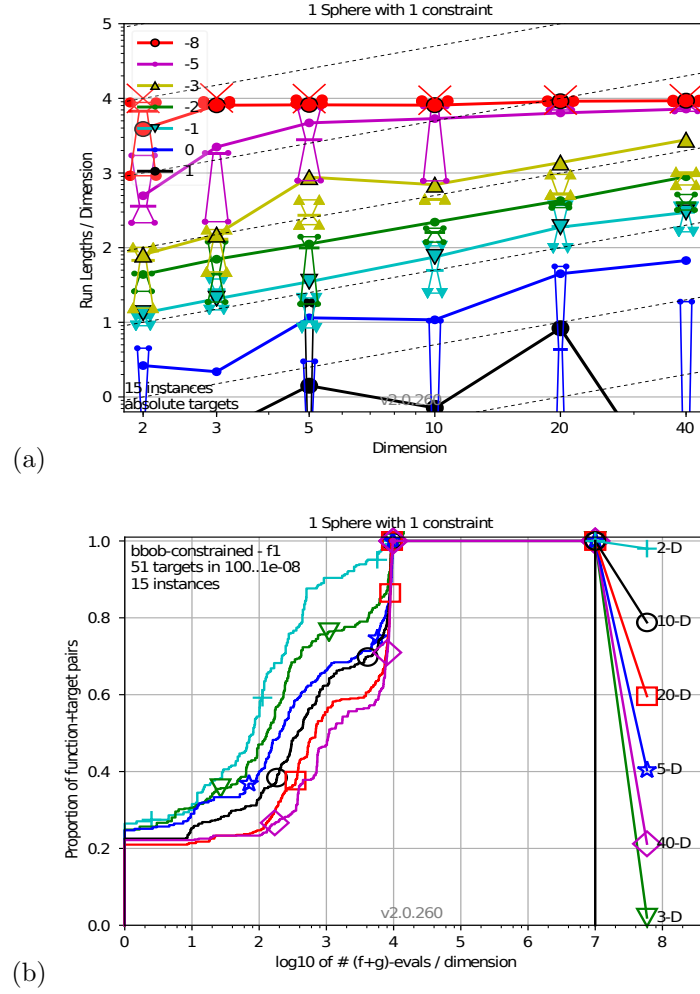 1 Sphere with 1 constraint
5
4
3
2
1
0
Run Lengths / Dimension
-8
-5
-3
-2
-1
0
1
15 instances
absolute targets
v2.0.260
2
3
5
10
20
40
Dimension
(a)
1 Sphere with 1 constraint
bbob-constrained - f1
51 targets in 100..1e-08
15 instances
1.0
0.8
0.6
0.4
0.2
0.0
Proportion of function+target pairs
2-D
10-D
20-D
5-D
40-D
3-D
v2.0.260
0
1
2
3
4
5
6
7
8
log10 of # (f+g)-evals / dimension
(b)